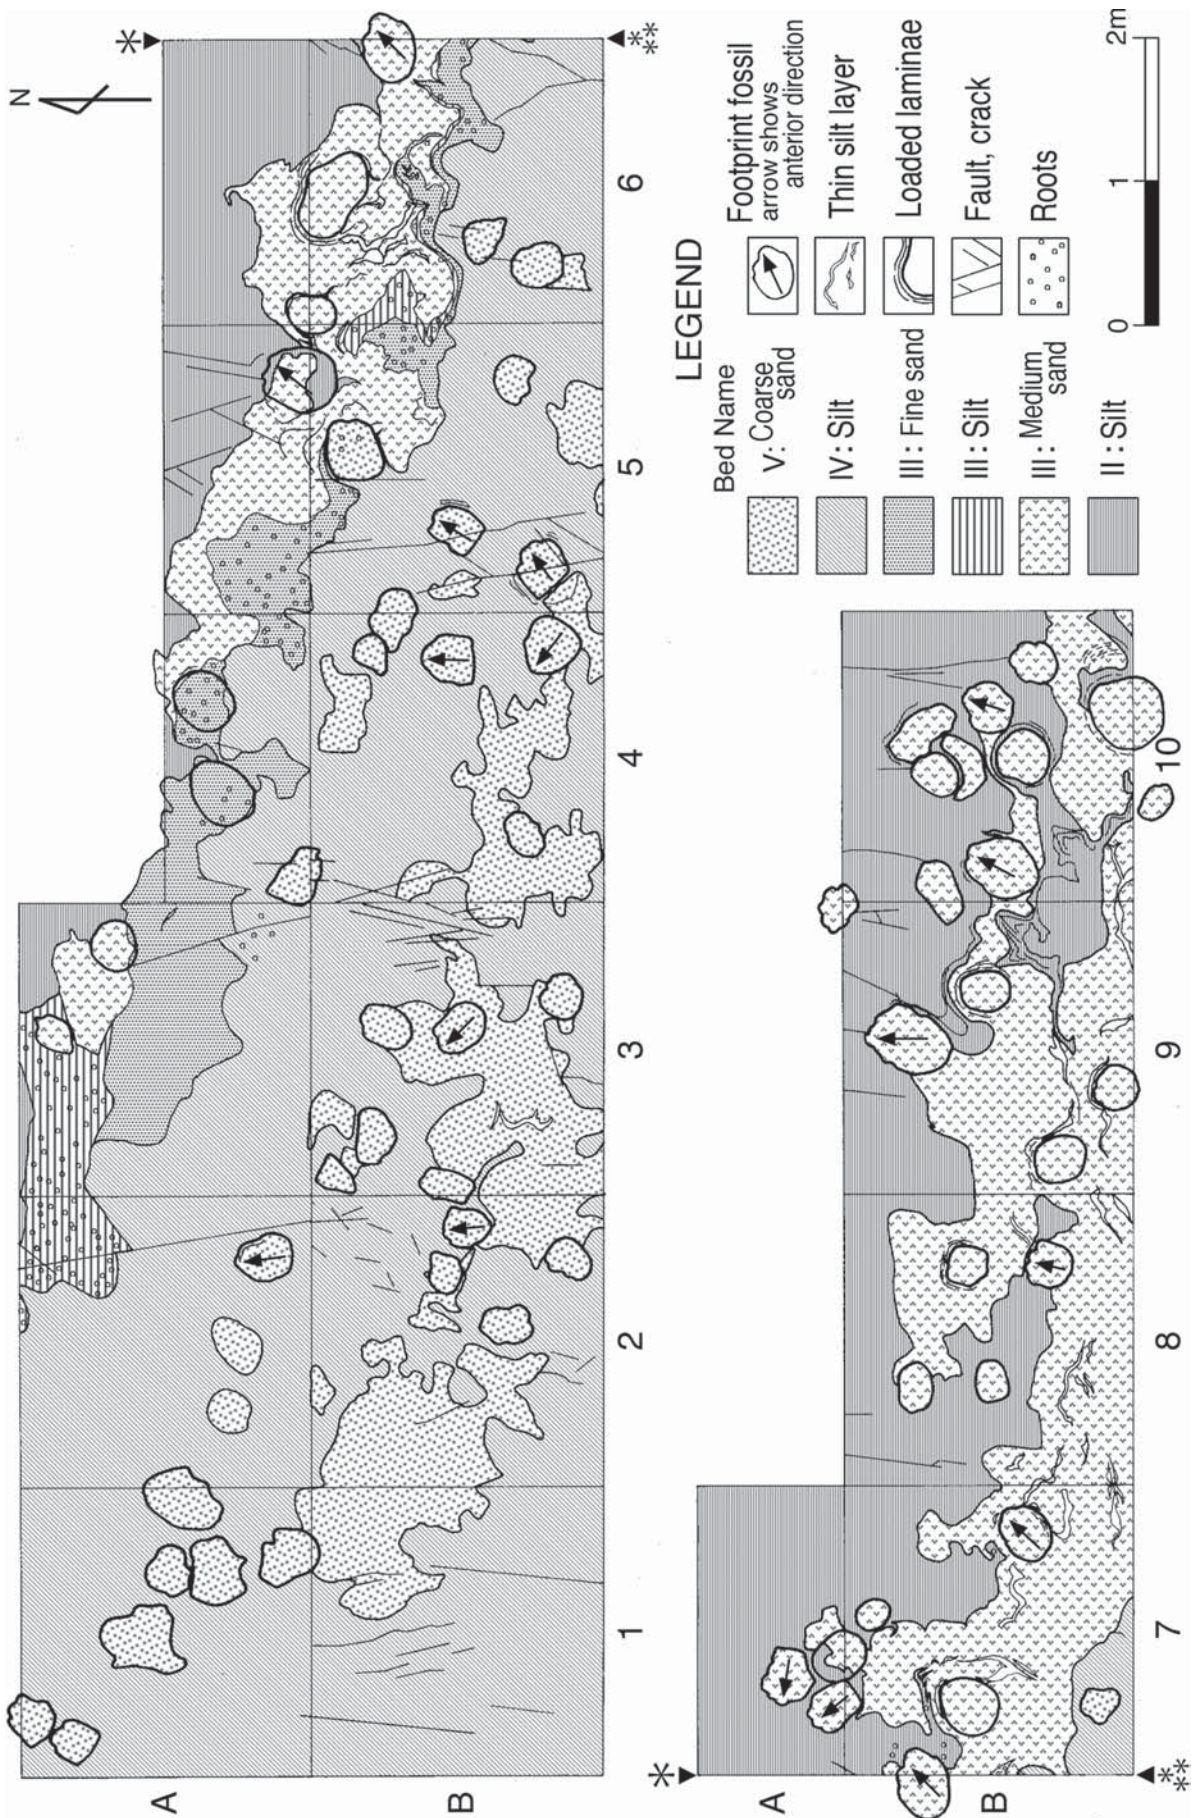 *
**
N
A
B
1
2
3
4
5
6
LEGEND
Bed Name
V: Coarse
sand
IV: Silt
III: Fine sand
III: Silt
III: Medium
sand
II: Silt
Footprint fossil
arrow shows
anterior direction
Thin silt layer
Loaded laminae
Fault, crack
Roots
0
1
2m
*
**
A
B
7
8
9
10